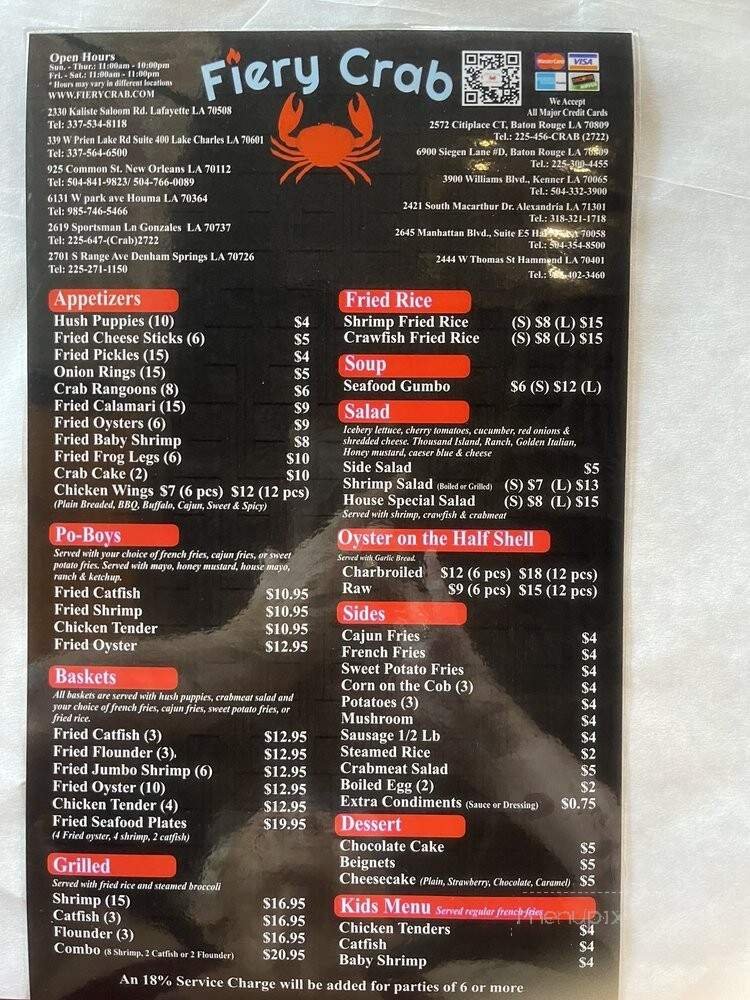 Open Hours
Sun. - Thur.: 11:00am - 10:00pm
Fri. - Sat.: 11:00am - 11:00pm
* Hours may vary in different locations
WWW.FIERYCRAB.COM
2330 Kaliste Saloom Rd. Lafayette LA 70508
Tel: 337-534-8118
339 W Prien Lake Rd Suite 400 Lake Charles LA 70601
Tel: 337-564-6500
925 Common St. New Orleans LA 70112
Tel: 504-841-9823/ 504-766-0089
6131 W park ave Houma LA 70364
Tel: 985-746-5466
2619 Sportsman Ln Gonzales LA 70737
Tel: 225-647-(Crab)2722
2701 S Range Ave Denham Springs LA 70726
Tel: 225-271-1150
Fiery Crab
MasterCard VISA
We Accept
All Major Credit Cards
2572 Citiplace CT, Baton Rouge LA 70809
Tel.: 225-456-CRAB (2722)
6900 Siegen Lane #D, Baton Rouge LA 70809
Tel.: 225-300-4455
3900 Williams Blvd., Kenner LA 70065
Tel.: 504-332-3900
2421 South Macarthur Dr. Alexandria LA 71301
Tel.: 318-321-1718
2645 Manhattan Blvd., Suite E5 70058
Tel.: 504-354-8500
2444 W Thomas St Hammond LA 70401
Tel.: 402-3460
Appetizers
Hush Puppies (10) $4
Fried Cheese Sticks (6) $5
Fried Pickles (15) $4
Onion Rings (15) $5
Crab Rangoons (8) $6
Fried Calamari (15) $9
Fried Oysters (6) $9
Fried Baby Shrimp $8
Fried Frog Legs (6) $10
Crab Cake (2) $10
Chicken Wings $7 (6 pcs) $12 (12 pcs)
(Plain Breaded, BBQ, Buffalo, Cajun, Sweet & Spicy)
Po-Boys
Served with your choice of french fries, cajun fries, or sweet
potato fries. Served with mayo, honey mustard, house mayo,
ranch & ketchup.
Fried Catfish $10.95
Fried Shrimp $10.95
Chicken Tender $10.95
Fried Oyster $12.95
Baskets
All baskets are served with hush puppies, crabmeat salad and
your choice of french fries, cajun fries, sweet potato fries, or
fried rice.
Fried Catfish (3) $12.95
Fried Flounder (3). $12.95
Fried Jumbo Shrimp (6) $12.95
Fried Oyster (10) $12.95
Chicken Tender (4) $12.95
Fried Seafood Plates $19.95
(4 Fried oyster, 4 shrimp, 2 catfish)
Grilled
Served with fried rice and steamed broccoli
Shrimp (15) $16.95
Catfish (3) $16.95
Flounder (3) $16.95
Combo (8 Shrimp, 2 Catfish or 2 Flounder) $20.95
Fried Rice
Shrimp Fried Rice (S) $8 (L) $15
Crawfish Fried Rice (S) $8 (L) $15
Soup
Seafood Gumbo $6 (S) $12 (L)
Salad
Icebery lettuce, cherry tomatoes, cucumber, red onions &
shredded cheese. Thousand Island, Ranch, Golden Italian,
Honey mustard, caeser blue & cheese
Side Salad $5
Shrimp Salad (Boiled or Grilled) (S) $7 (L) $13
House Special Salad (S) $8 (L) $15
Served with shrimp, crawfish & crabmeat
Oyster on the Half Shell
Served with Garlic Bread.
Charbroiled $12 (6 pcs) $18 (12 pcs)
Raw $9 (6 pcs) $15 (12 pcs)
Sides
Cajun Fries $4
French Fries $4
Sweet Potato Fries $4
Corn on the Cob (3) $4
Potatoes (3) $4
Mushroom $4
Sausage 1/2 Lb $4
Steamed Rice $2
Crabmeat Salad $5
Boiled Egg (2) $2
Extra Condiments (Sauce or Dressing) $0.75
Dessert
Chocolate Cake $5
Beignets $5
Cheesecake (Plain, Strawberry, Chocolate, Caramel) $5
Kids Menu Served regular french fries
Chicken Tenders $4
Catfish $4
Baby Shrimp $4
An 18% Service Charge will be added for parties of 6 or more
menupix